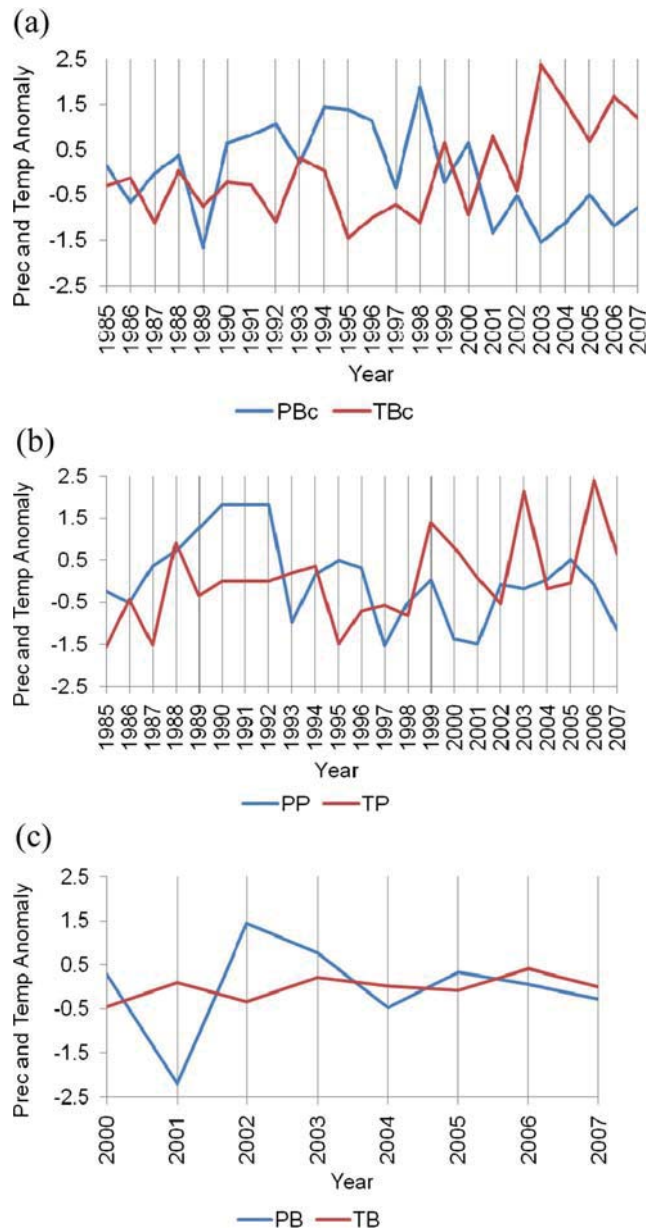 (a)
Prec and Temp Anomaly
2.5
1.5
0.5
-0.5
-1.5
-2.5
1985 1986 1987 1988 1989 1990 1991 1992 1993 1994 1995 1996 1997 1998 1999 2000 2001 2002 2003 2004 2005 2006 2007
Year
PBc TBc
(b)
Prec and Temp Anomaly
2.5
1.5
0.5
-0.5
-1.5
-2.5
1985 1986 1987 1988 1989 1990 1991 1992 1993 1994 1995 1996 1997 1998 1999 2000 2001 2002 2003 2004 2005 2006 2007
Year
PP TP
(c)
Prec and Temp Anomaly
2.5
1.5
0.5
-0.5
-1.5
-2.5
2000 2001 2002 2003 2004 2005 2006 2007
Year
PB TB